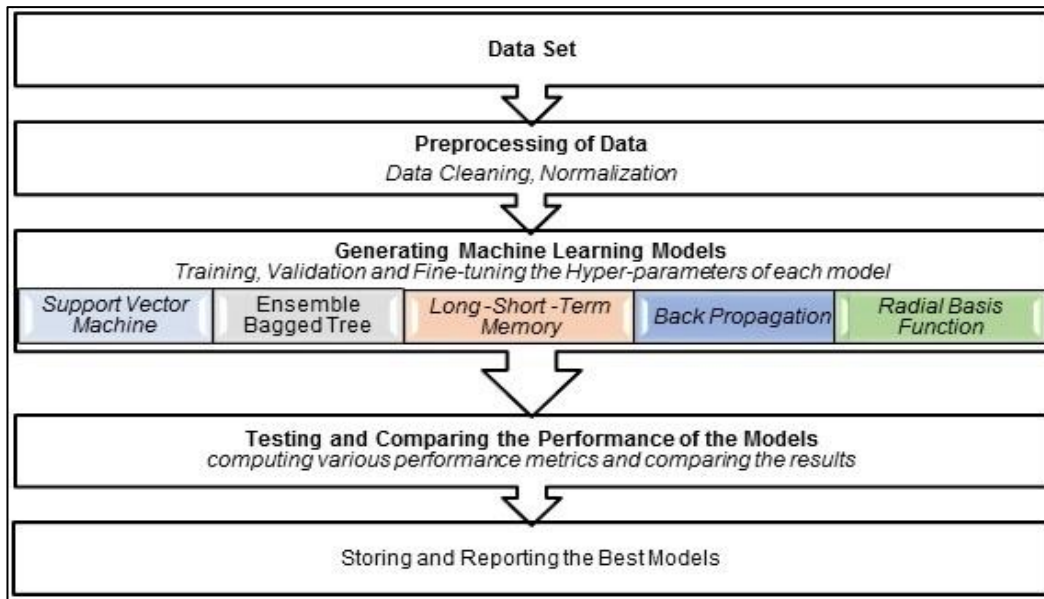 Data Set
Preprocessing of Data
Data Cleaning, Normalization
Generating Machine Learning Models
Training, Validation and Fine-tuning the Hyper-parameters of each model
Support Vector
Machine
Ensemble
Bagged Tree
Long-Short-Term
Memory
Back Propagation
Radial Basis
Function
Testing and Comparing the Performance of the Models
computing various performance metrics and comparing the results
Storing and Reporting the Best Models